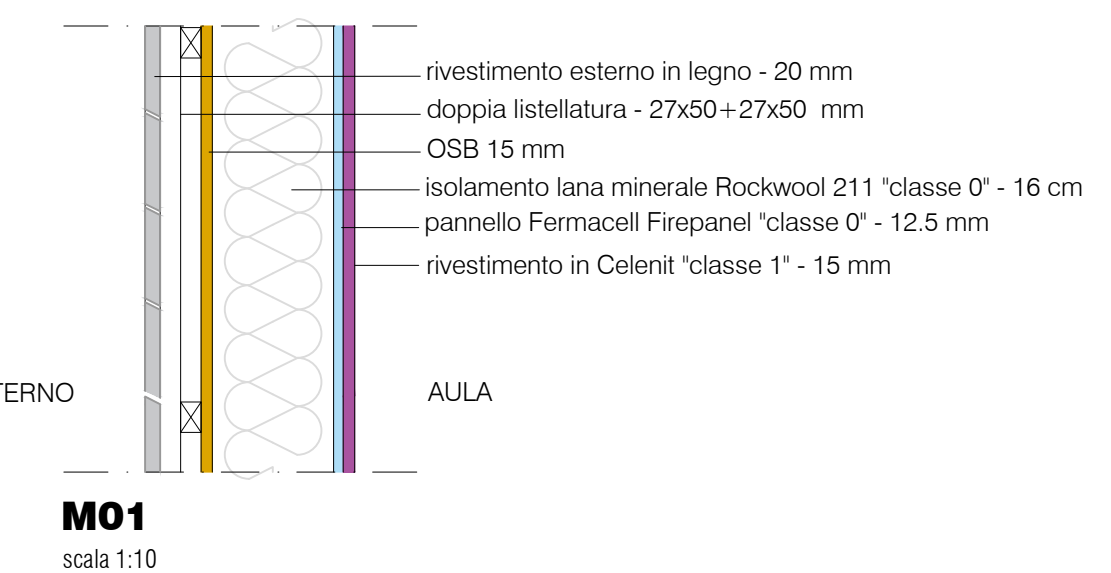 rivestimento esterno in legno - 20 mm
doppia listellatura - 27x50+27x50 mm
OSB 15 mm
isolamento lana minerale Rockwool 211 "classe 0" - 16 cm
pannello Fermacell Firepanel "classe 0" - 12.5 mm
rivestimento in Celenit "classe 1" - 15 mm
TERNO
AULA
M01
scala 1:10